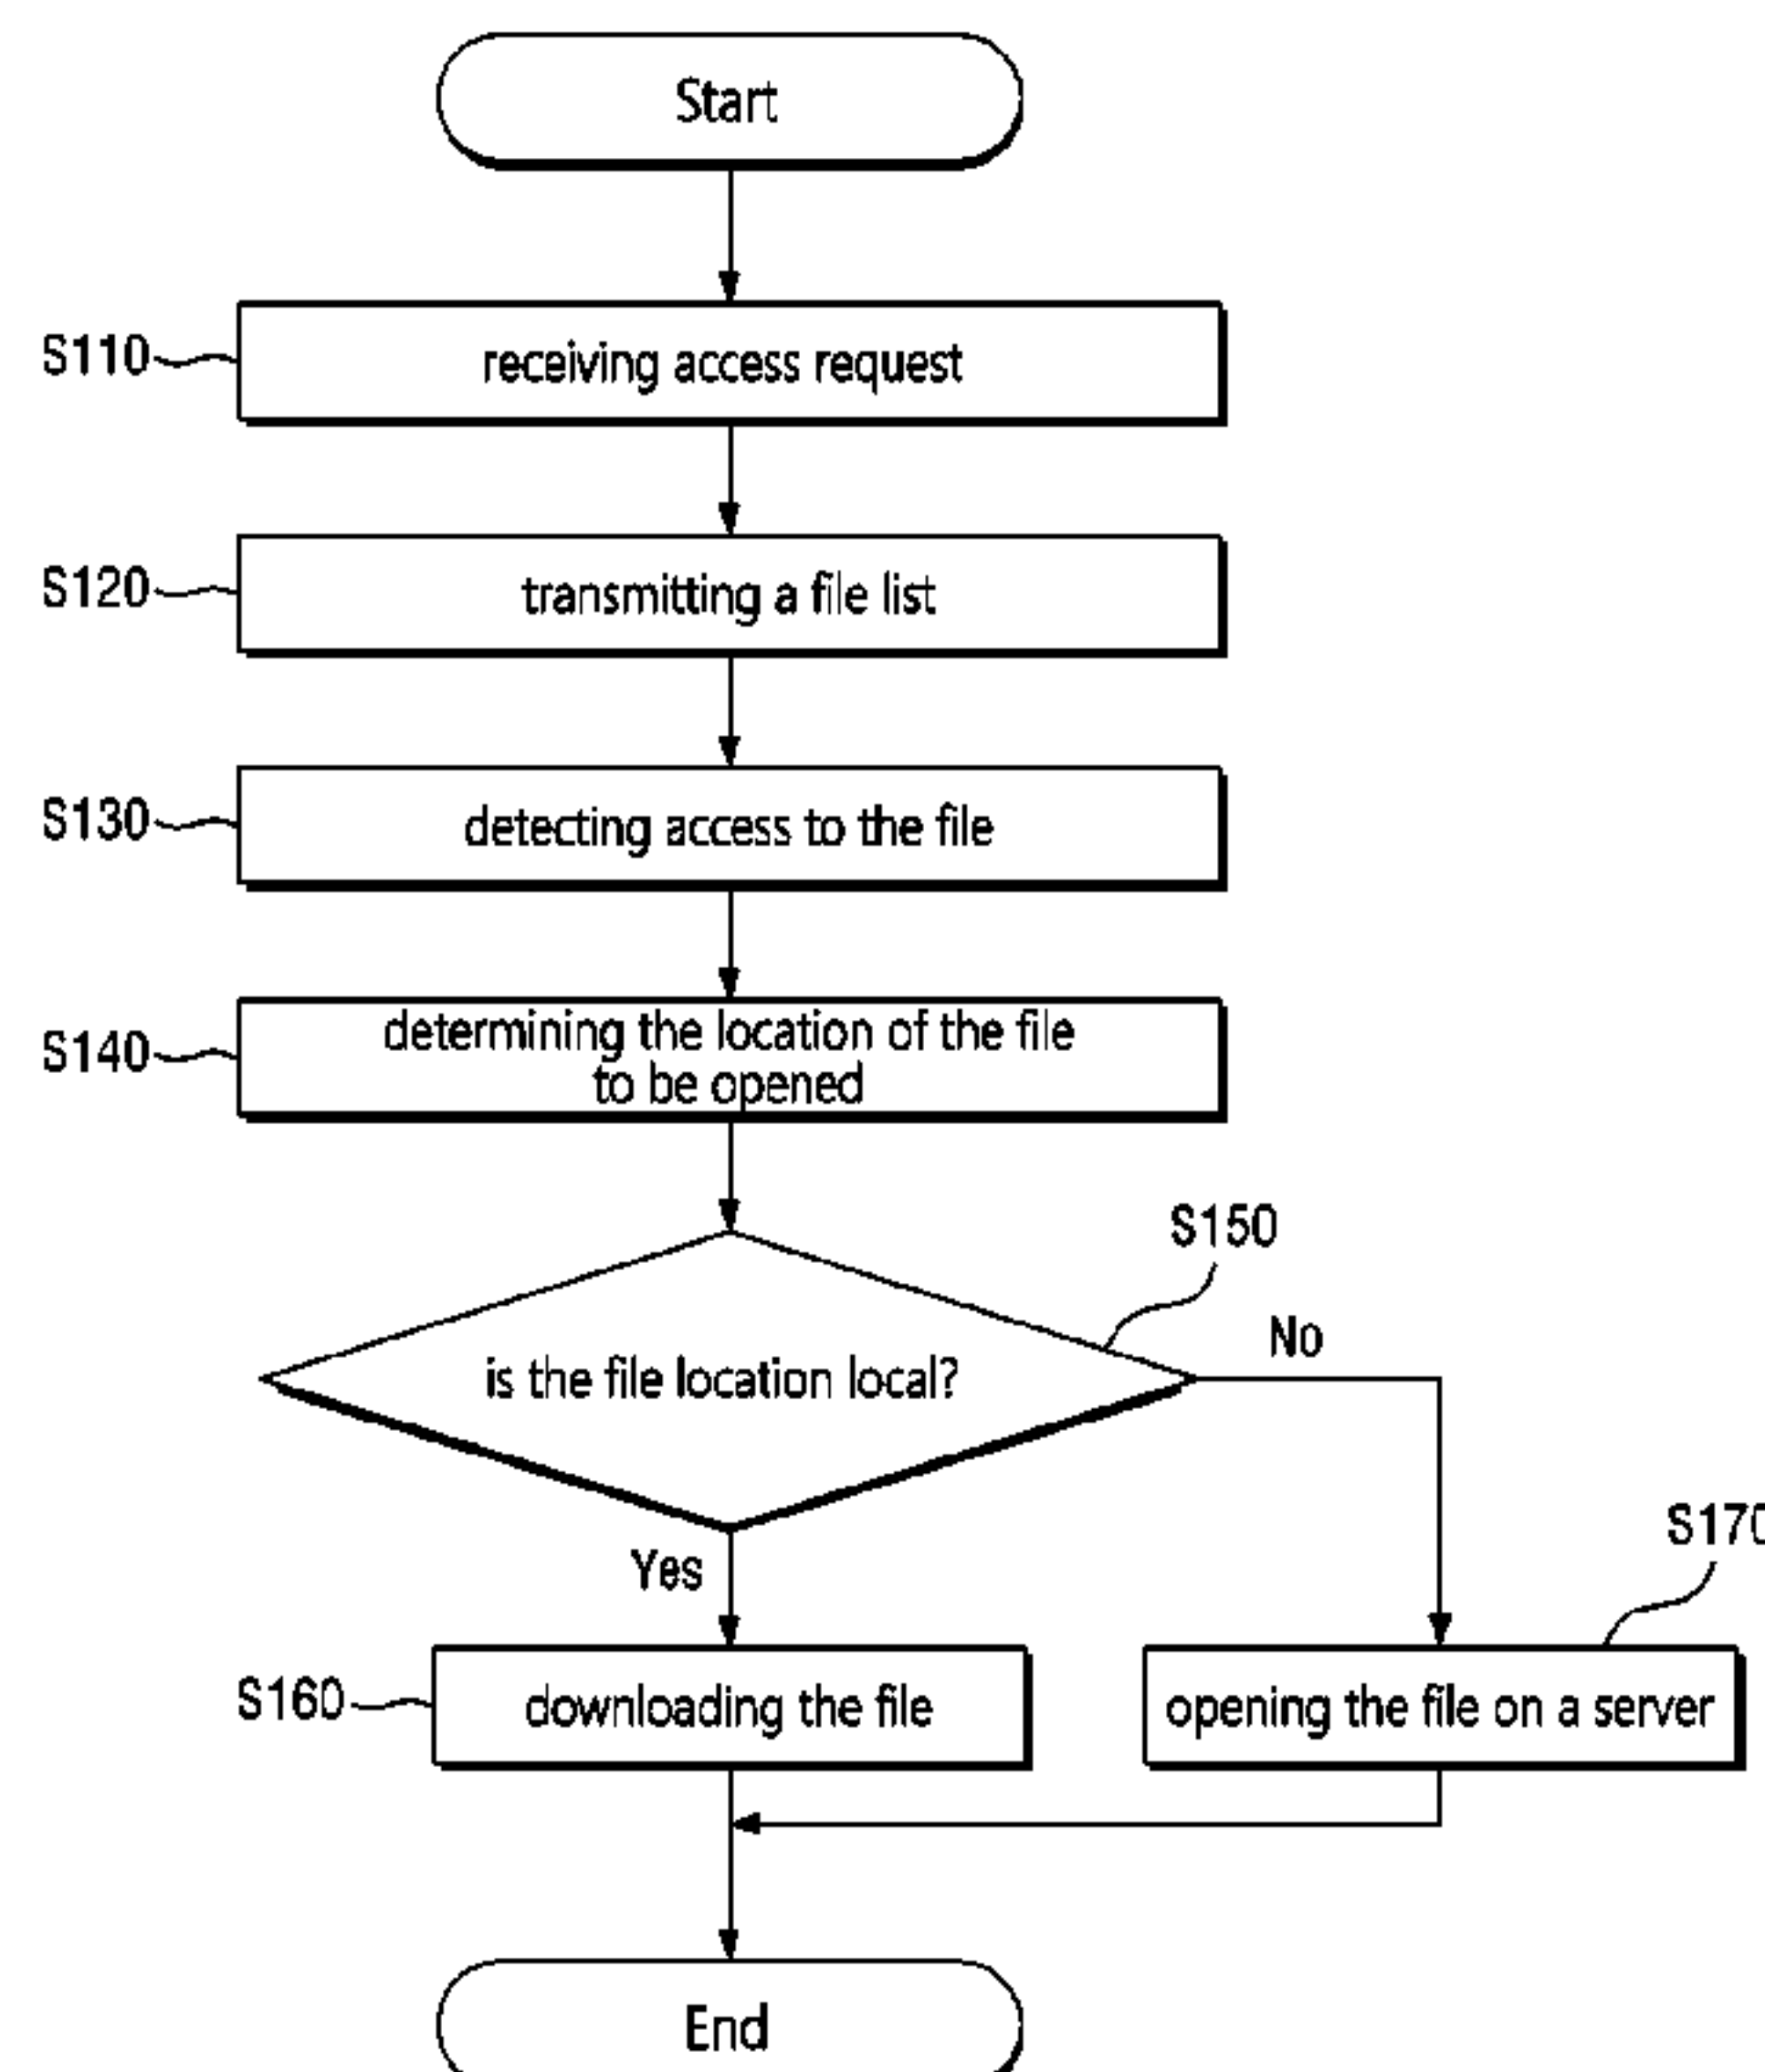 Start
S110
receiving access request
S120
transmitting a file list
S130
detecting access to the file
S140
determining the location of the file
to be opened
S150
is the file location local?
No
Yes
S170
S160
downloading the file
opening the file on a server
End